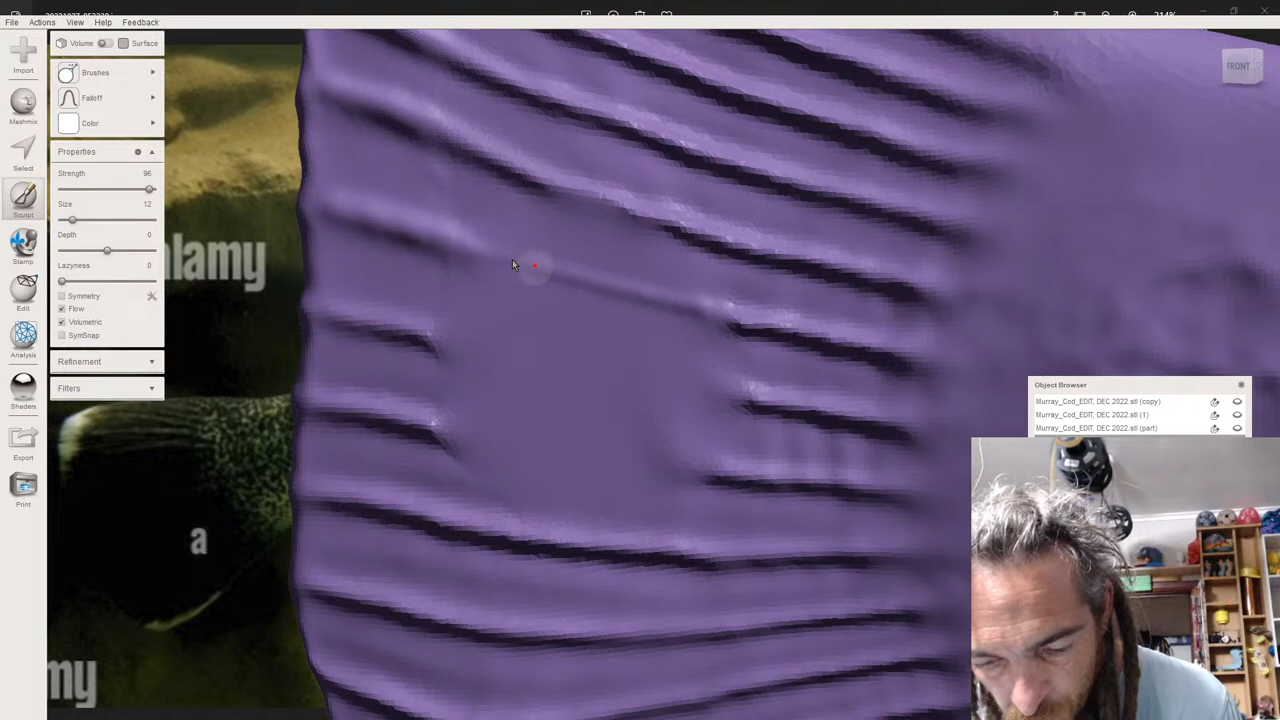 314%
File Actions View Help Feedback
Import
Meshmix
Select
Sculpt
Stamp
Edit
Analysis
Shaders
Export
Print
Volume Surface
Brushes
Falloff
Color
Properties
Strength 96
Size 12
Depth 0
Lazyness 0
Symmetry
Flow
Volumetric
SymSnap
Refinement
Filters
alamy
a
my
FRONT
Object Browser
Murray_Cod_EDIT, DEC 2022.stl (copy)
Murray_Cod_EDIT, DEC 2022.stl (1)
Murray_Cod_EDIT, DEC 2022.stl (part)